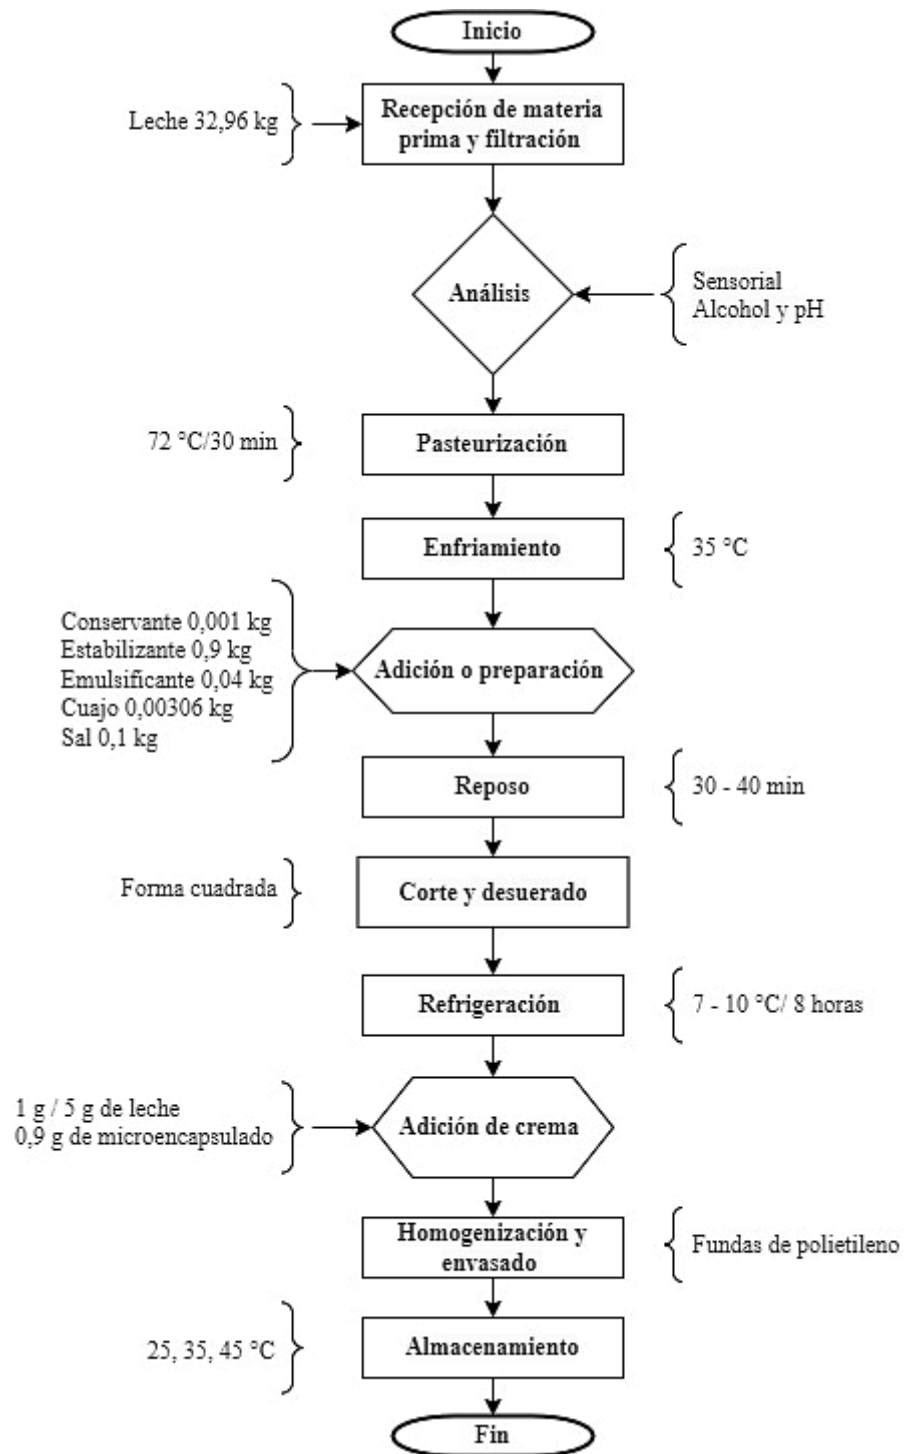 Inicio
Leche 32,96 kg
Recepción de materia
prima y filtración
Análisis
Sensorial
Alcohol y pH
72 °C/30 min
Pasteurización
Enfriamiento
35 °C
Conservante 0,001 kg
Estabilizante 0,9 kg
Emulsificante 0,04 kg
Cuajo 0,00306 kg
Sal 0,1 kg
Adición o preparación
Reposo
30 - 40 min
Forma cuadrada
Corte y desuerado
Refrigeración
7 - 10 °C/ 8 horas
1 g / 5 g de leche
0,9 g de microencapsulado
Adición de crema
Homogenización y
envasado
Fundas de polietileno
25, 35, 45 °C
Almacenamiento
Fin